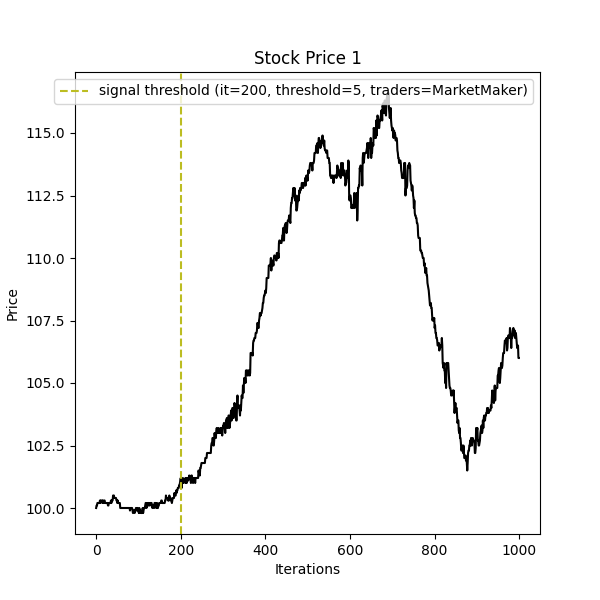 Stock Price 1
signal threshold (it=200, threshold=5, traders=MarketMaker)
115.0
112.5
110.0
107.5
105.0
102.5
100.0
Price
0 200 400 600 800 1000
Iterations